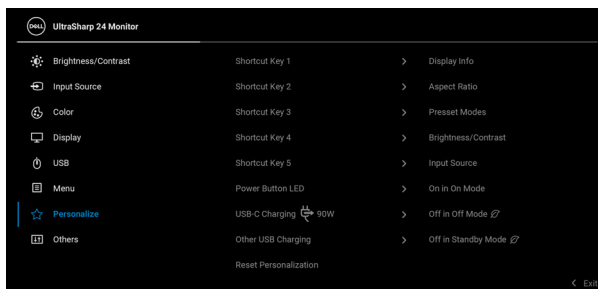 DELL UltraSharp 24 Monitor
Brightness/Contrast Shortcut Key 1 > Display Info
Input Source Shortcut Key 2 > Aspect Ratio
Color Shortcut Key 3 > Presset Modes
Display Shortcut Key 4 > Brightness/Contrast
USB Shortcut Key 5 > Input Source
Menu Power Button LED > On in On Mode
Personalize USB-C Charging 90W > Off in Off Mode
Others Other USB Charging > Off in Standby Mode
Reset Personalization
< Exit